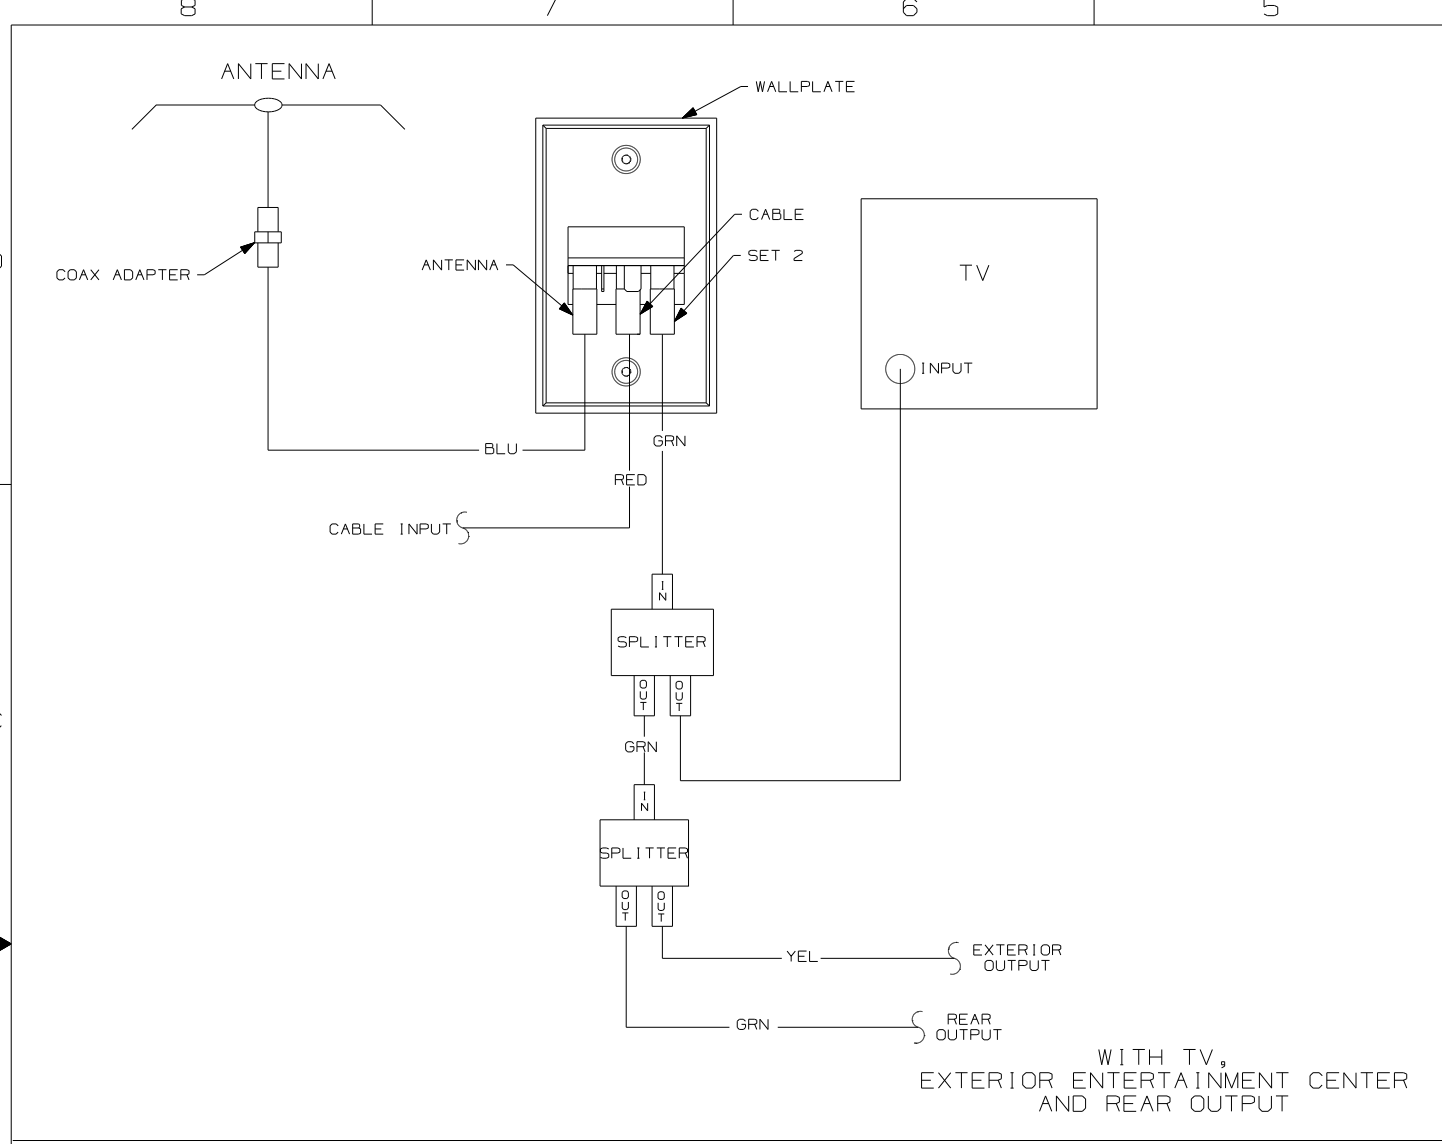 8 7 6 5
ANTENNA
WALLPLATE
CABLE
SET 2
ANTENNA
COAX ADAPTER
TV
INPUT
BLU
GRN
RED
CABLE INPUT
IN
SPLITTER
OUT OUT
GRN
IN
SPLITTER
OUT OUT
YEL
EXTERIOR
OUTPUT
GRN
REAR
OUTPUT
WITH TV,
EXTERIOR ENTERTAINMENT CENTER
AND REAR OUTPUT